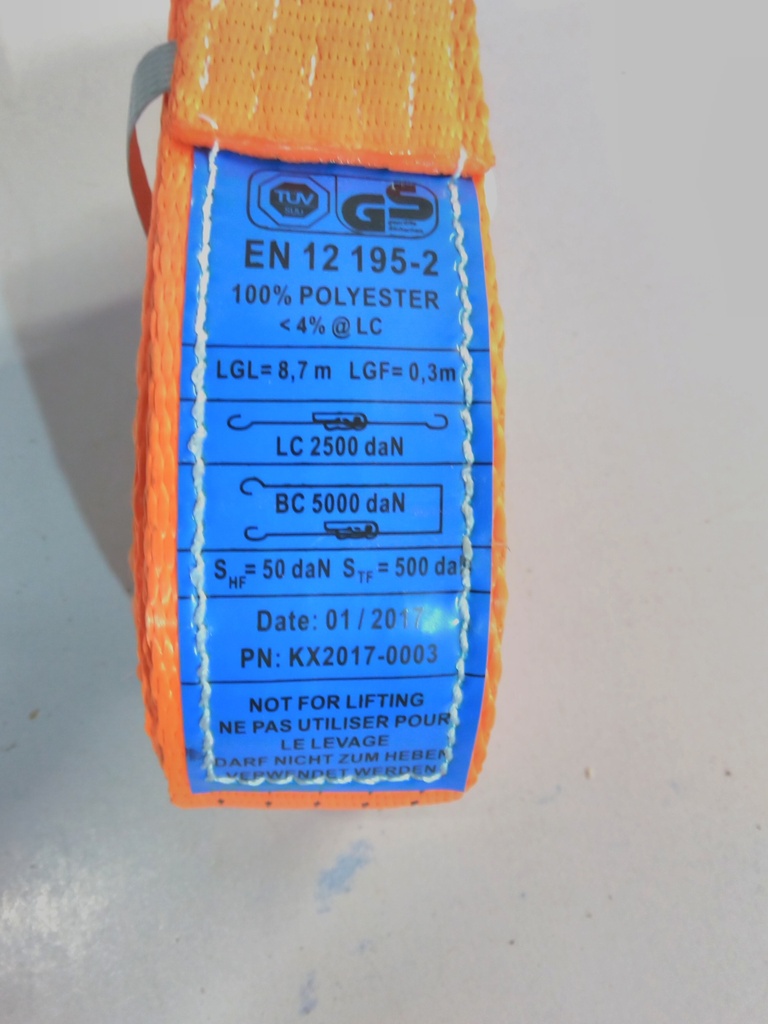 TÜV
SÜD
GS
EN 12 195-2
100% POLYESTER
< 4% @ LC
LGL= 8,7 m LGF= 0,3m
LC 2500 daN
BC 5000 daN
SHF= 50 daN STF= 500 daN
Date: 01 / 2017
PN: KX2017-0003
NOT FOR LIFTING
NE PAS UTILISER POUR
LE LEVAGE
DARF NICHT ZUM HEBEN
VERWENDET WERDEN